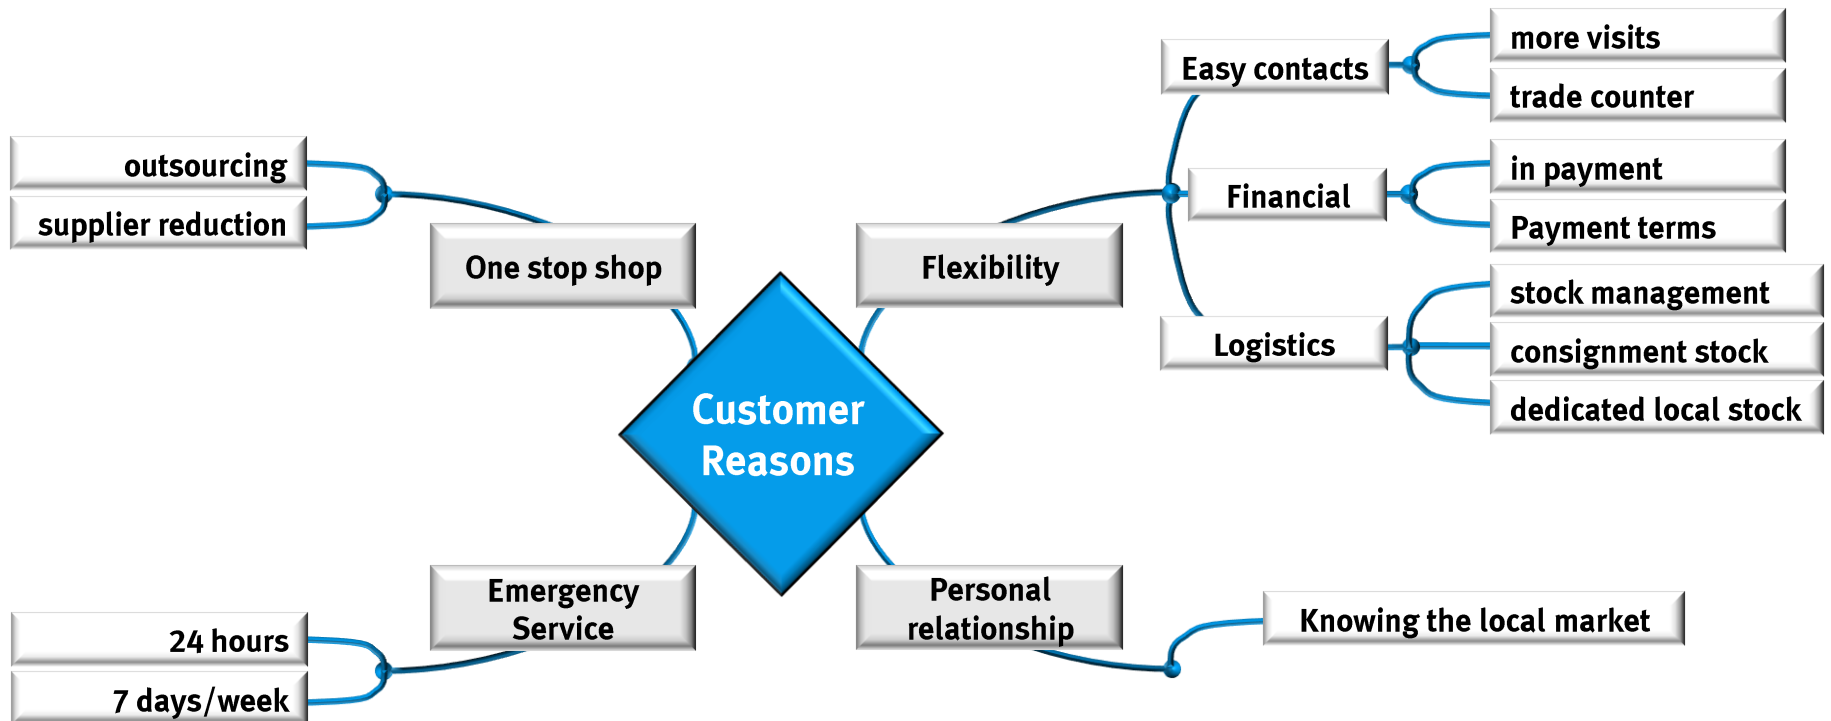 Customer
Reasons
One stop shop
outsourcing
supplier reduction
Flexibility
Easy contacts
more visits
trade counter
Financial
in payment
Payment terms
Logistics
stock management
consignment stock
dedicated local stock
Emergency
Service
24 hours
7 days/week
Personal
relationship
Knowing the local market